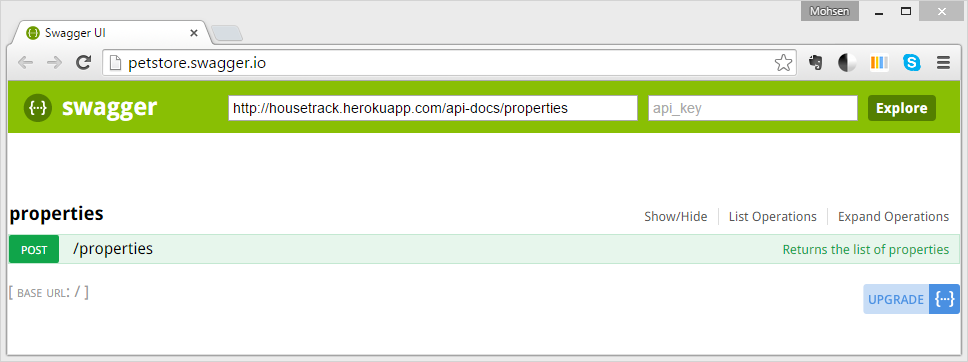 Mohsen
Swagger UI
petstore.swagger.io
{···} swagger http://housetrack.herokuapp.com/api-docs/properties api_key Explore
properties Show/Hide List Operations Expand Operations
POST /properties Returns the list of properties
[ BASE URL: / ] UPGRADE {···}